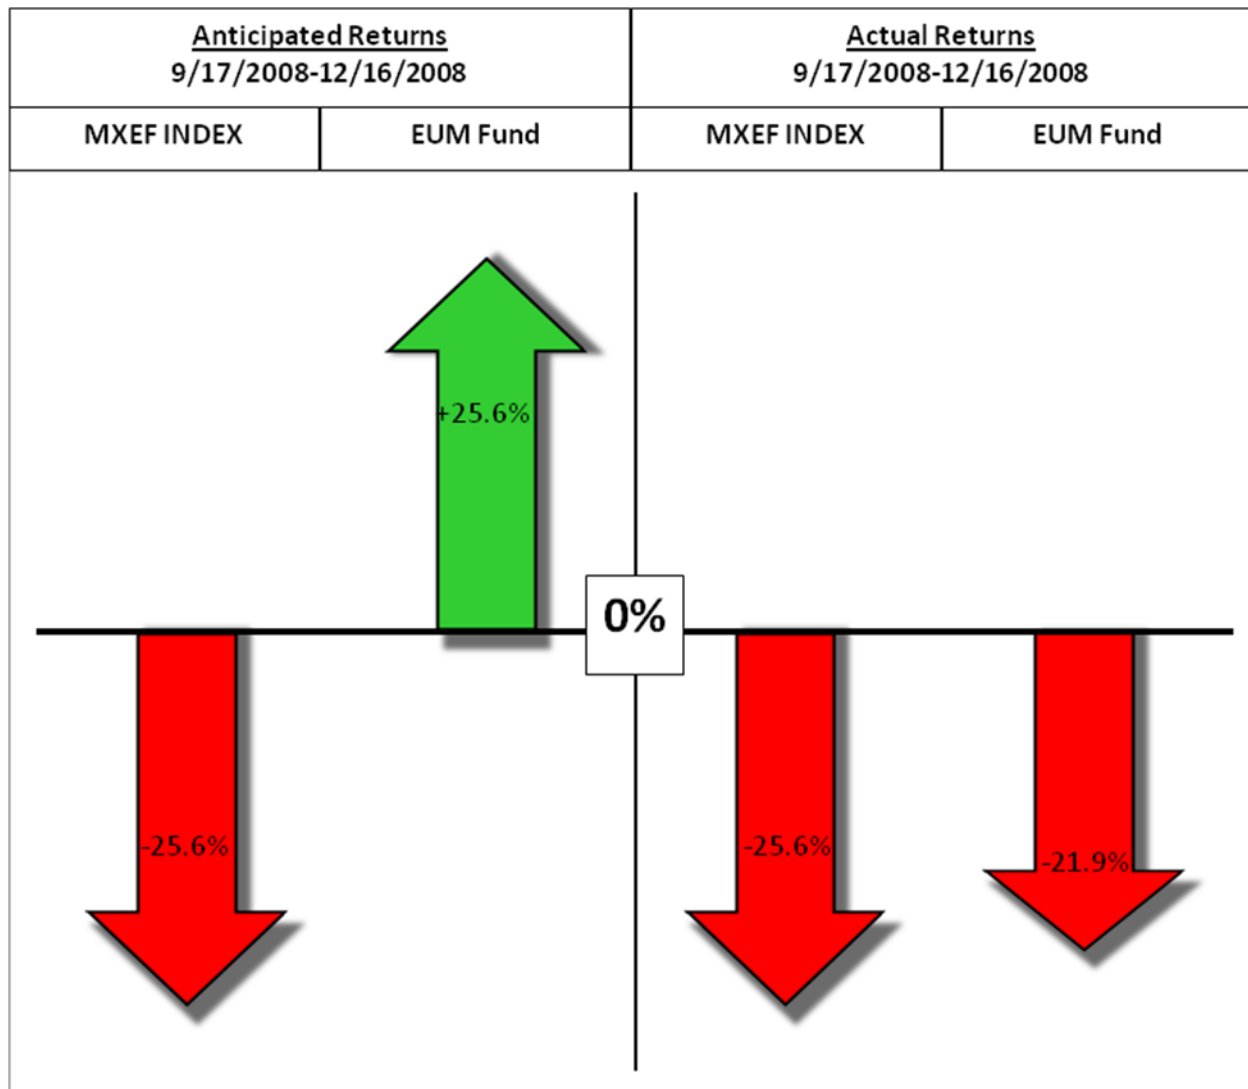 Anticipated Returns
9/17/2008-12/16/2008
Actual Returns
9/17/2008-12/16/2008
MXEF INDEX
EUM Fund
MXEF INDEX
EUM Fund
+25.6%
0%
-25.6%
-25.6%
-21.9%